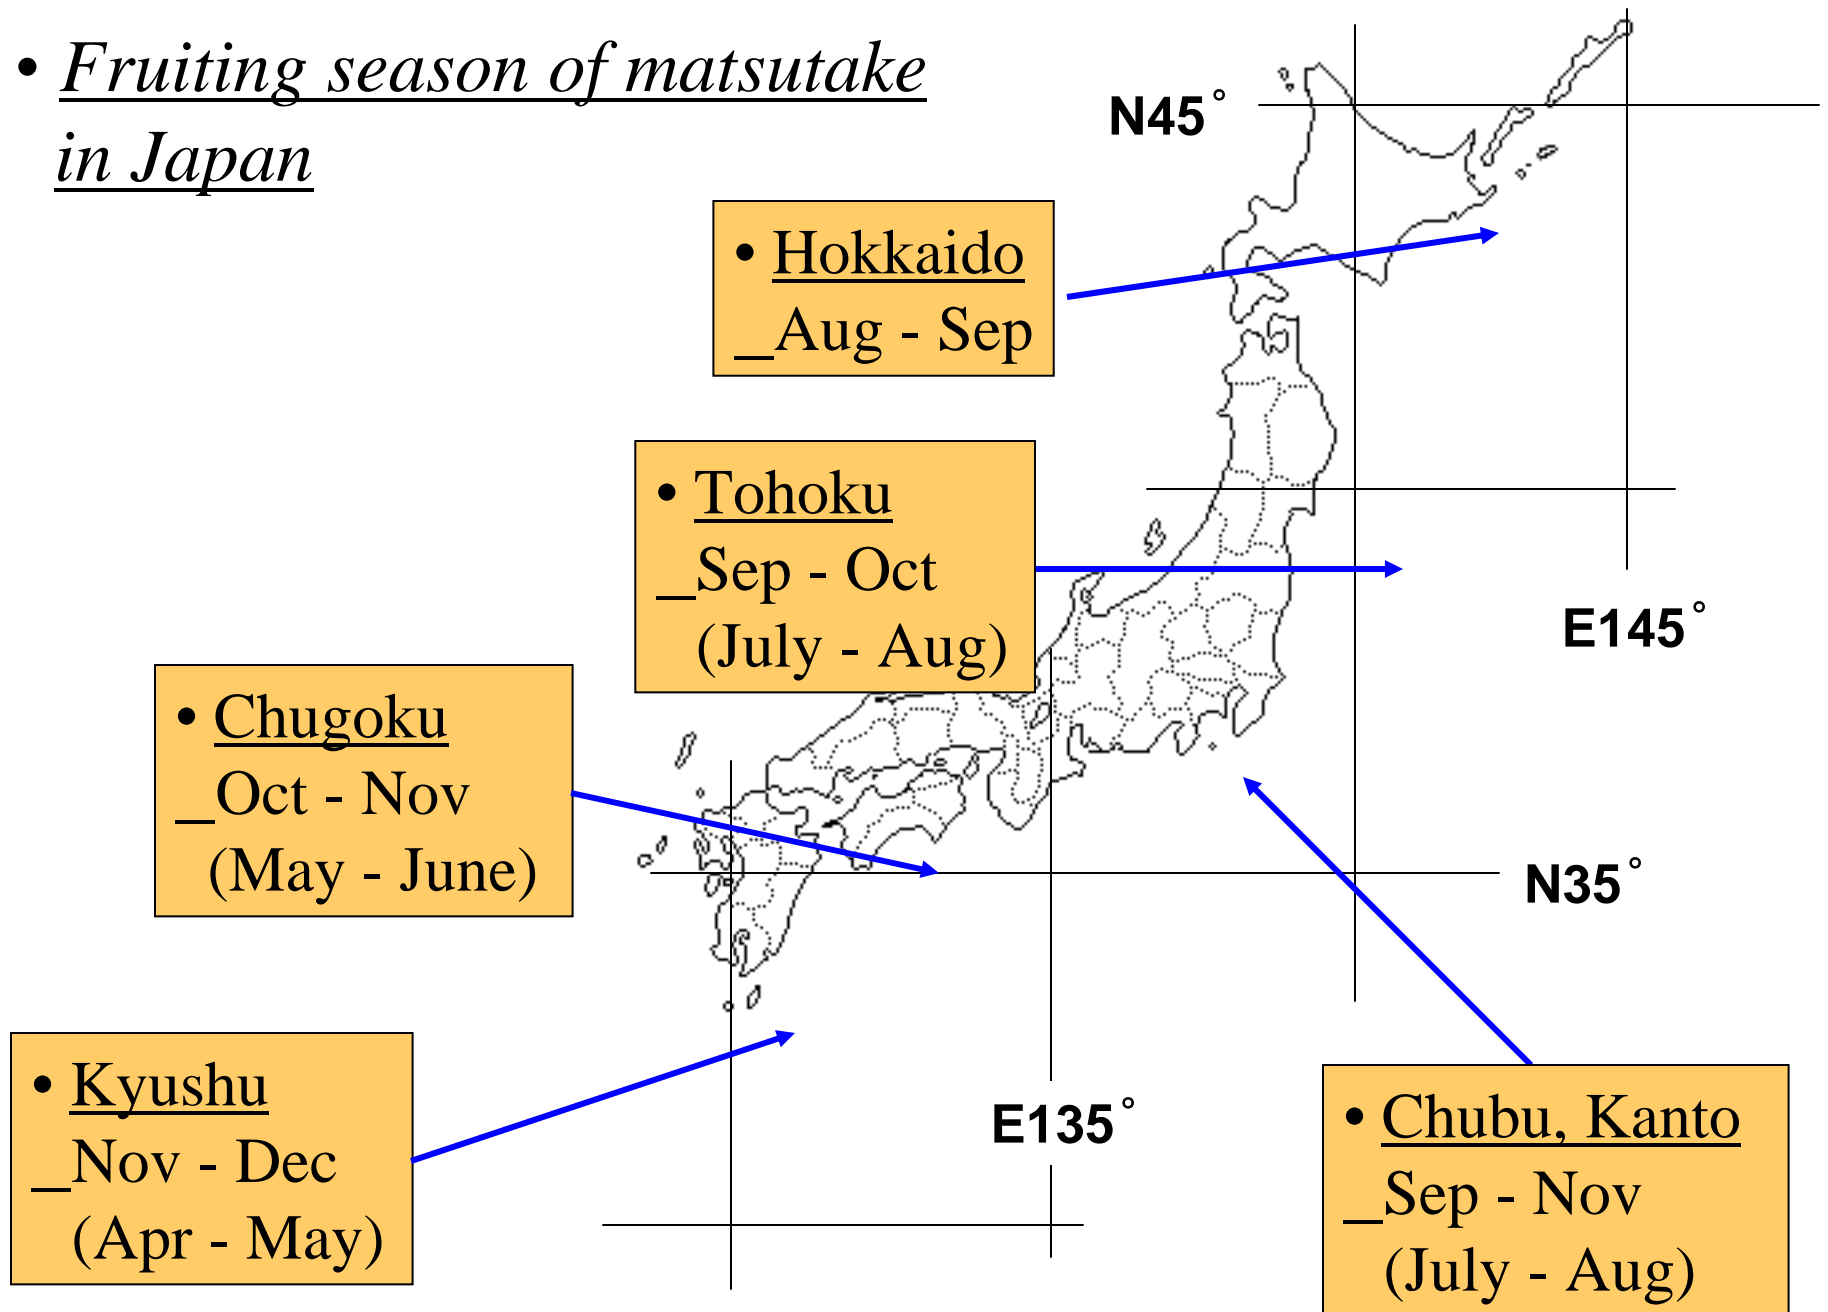 • Fruiting season of matsutake
in Japan
N45°
• Hokkaido
_Aug - Sep
• Tohoku
_Sep - Oct
(July - Aug)
E145°
• Chugoku
_Oct - Nov
(May - June)
N35°
• Kyushu
_Nov - Dec
(Apr - May)
E135°
• Chubu, Kanto
_Sep - Nov
(July - Aug)